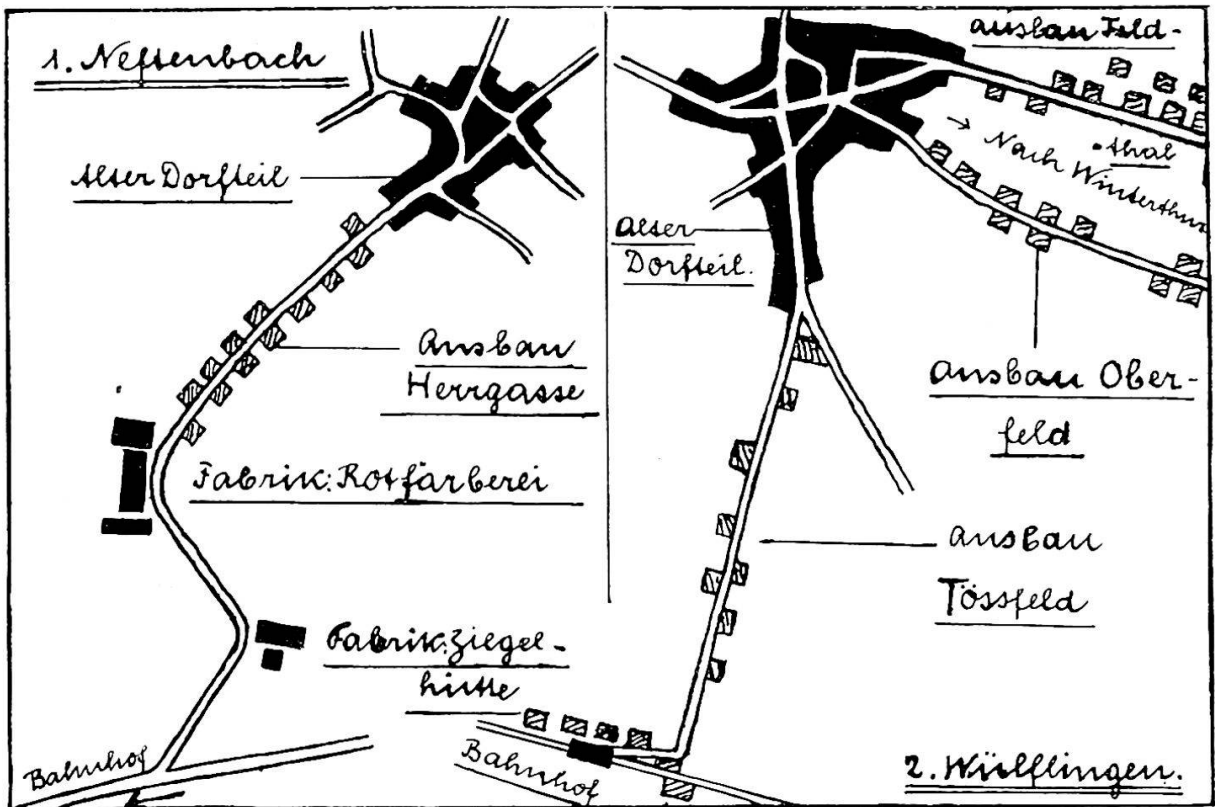 1. Neftenbach
Alter Dorfteil
Ausbau
Herrgasse
Fabrik: Rotfärberei
Fabrik: Ziegel-
hütte
Bahnhof
Ausbau Feld-
thal
→ Nach Winterthur
Alter
Dorfteil.
Ausbau Ober-
feld
Ausbau
Tössfeld
Bahnhof
2. Wülflingen.